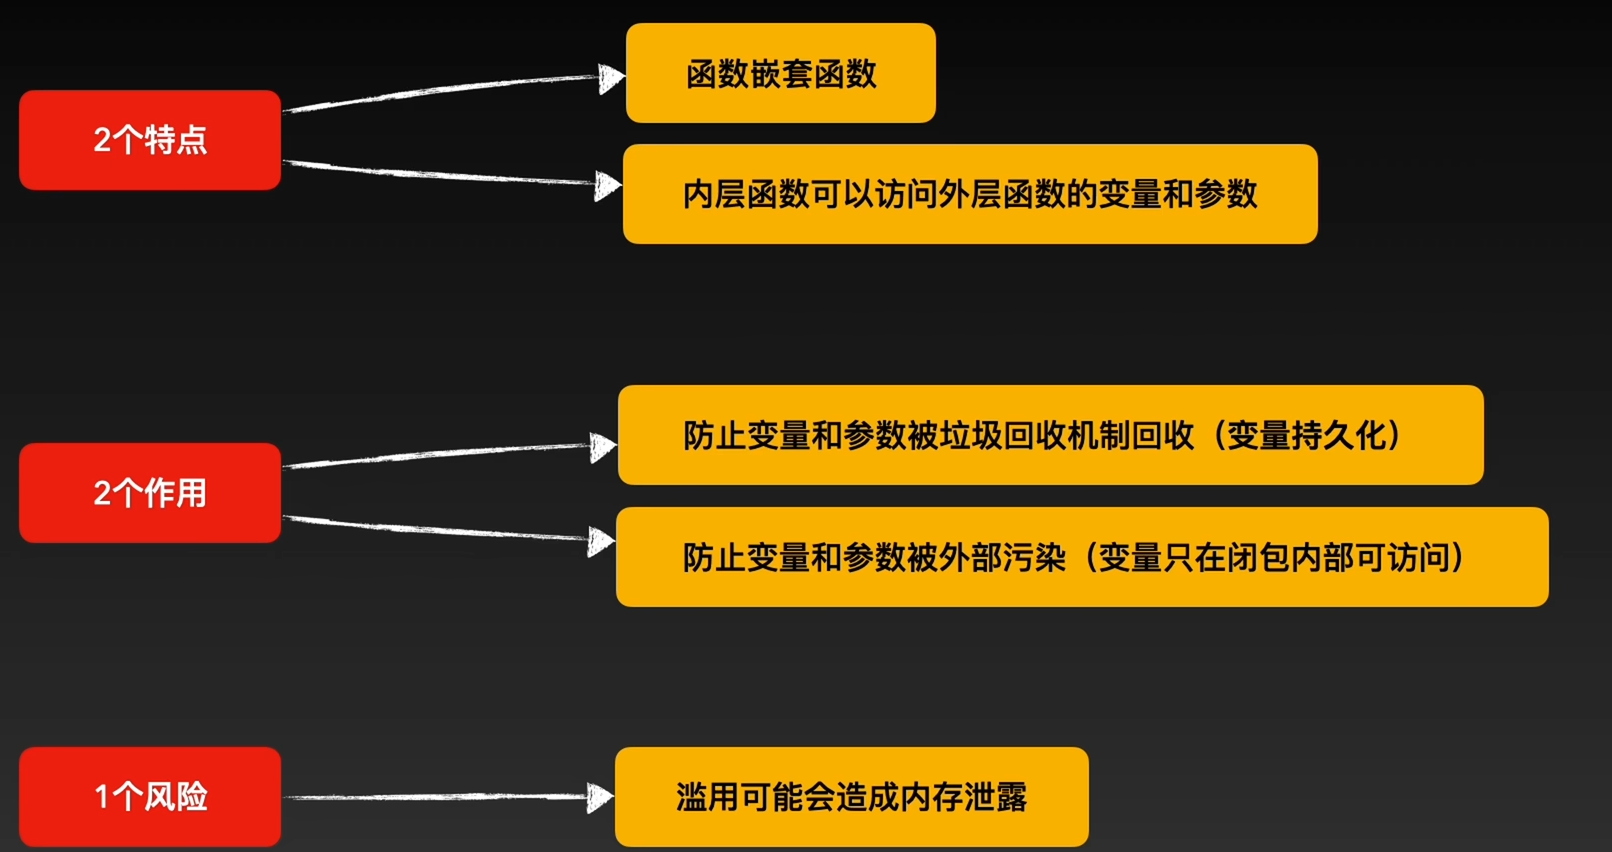 2个特点
函数嵌套函数
内层函数可以访问外层函数的变量和参数
2个作用
防止变量和参数被垃圾回收机制回收（变量持久化）
防止变量和参数被外部污染（变量只在闭包内部可访问）
1个风险
滥用可能会造成内存泄露